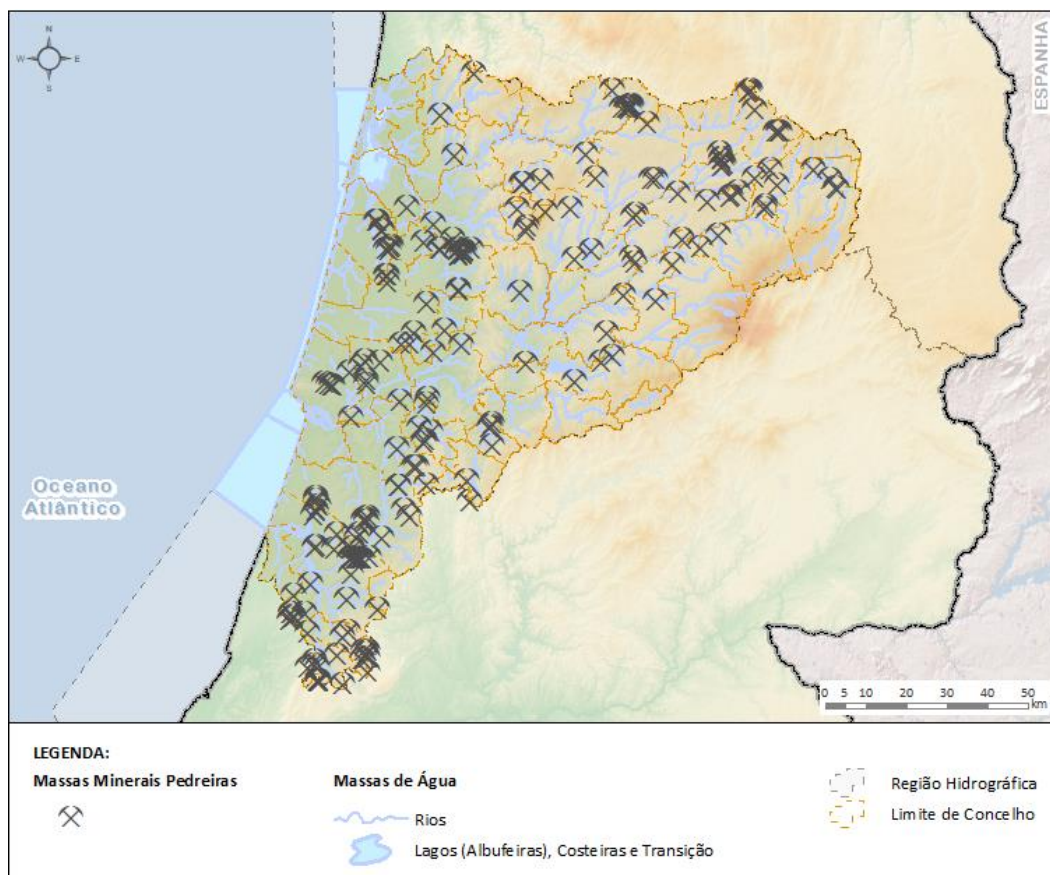 N
W E
S
ESPANHA
Oceano
Atlântico
0 5 10 20 30 40 50
km
LEGENDA:
Massas Minerais Pedreiras
Massas de Água
Rios
Lagos (Albufeiras), Costeiras e Transição
Região Hidrográfica
Limite de Concelho